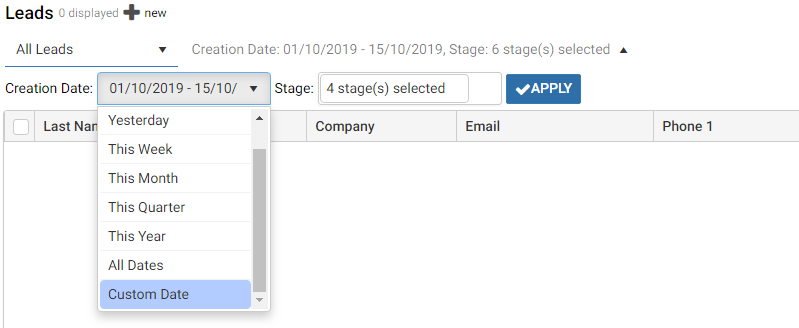 Leads 0 displayed new
All Leads Creation Date: 01/10/2019 - 15/10/2019, Stage: 6 stage(s) selected
Creation Date: 01/10/2019 - 15/10/ Stage: 4 stage(s) selected APPLY
Last Nam Company Email Phone 1
Yesterday
This Week
This Month
This Quarter
This Year
All Dates
Custom Date